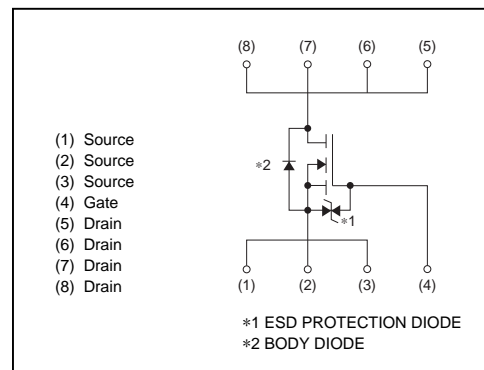 (8) (7) (6) (5)
(1) Source
(2) Source
(3) Source
(4) Gate
(5) Drain
(6) Drain
(7) Drain
(8) Drain
∗2
∗1
(1) (2) (3) (4)
∗1 ESD PROTECTION DIODE
∗2 BODY DIODE